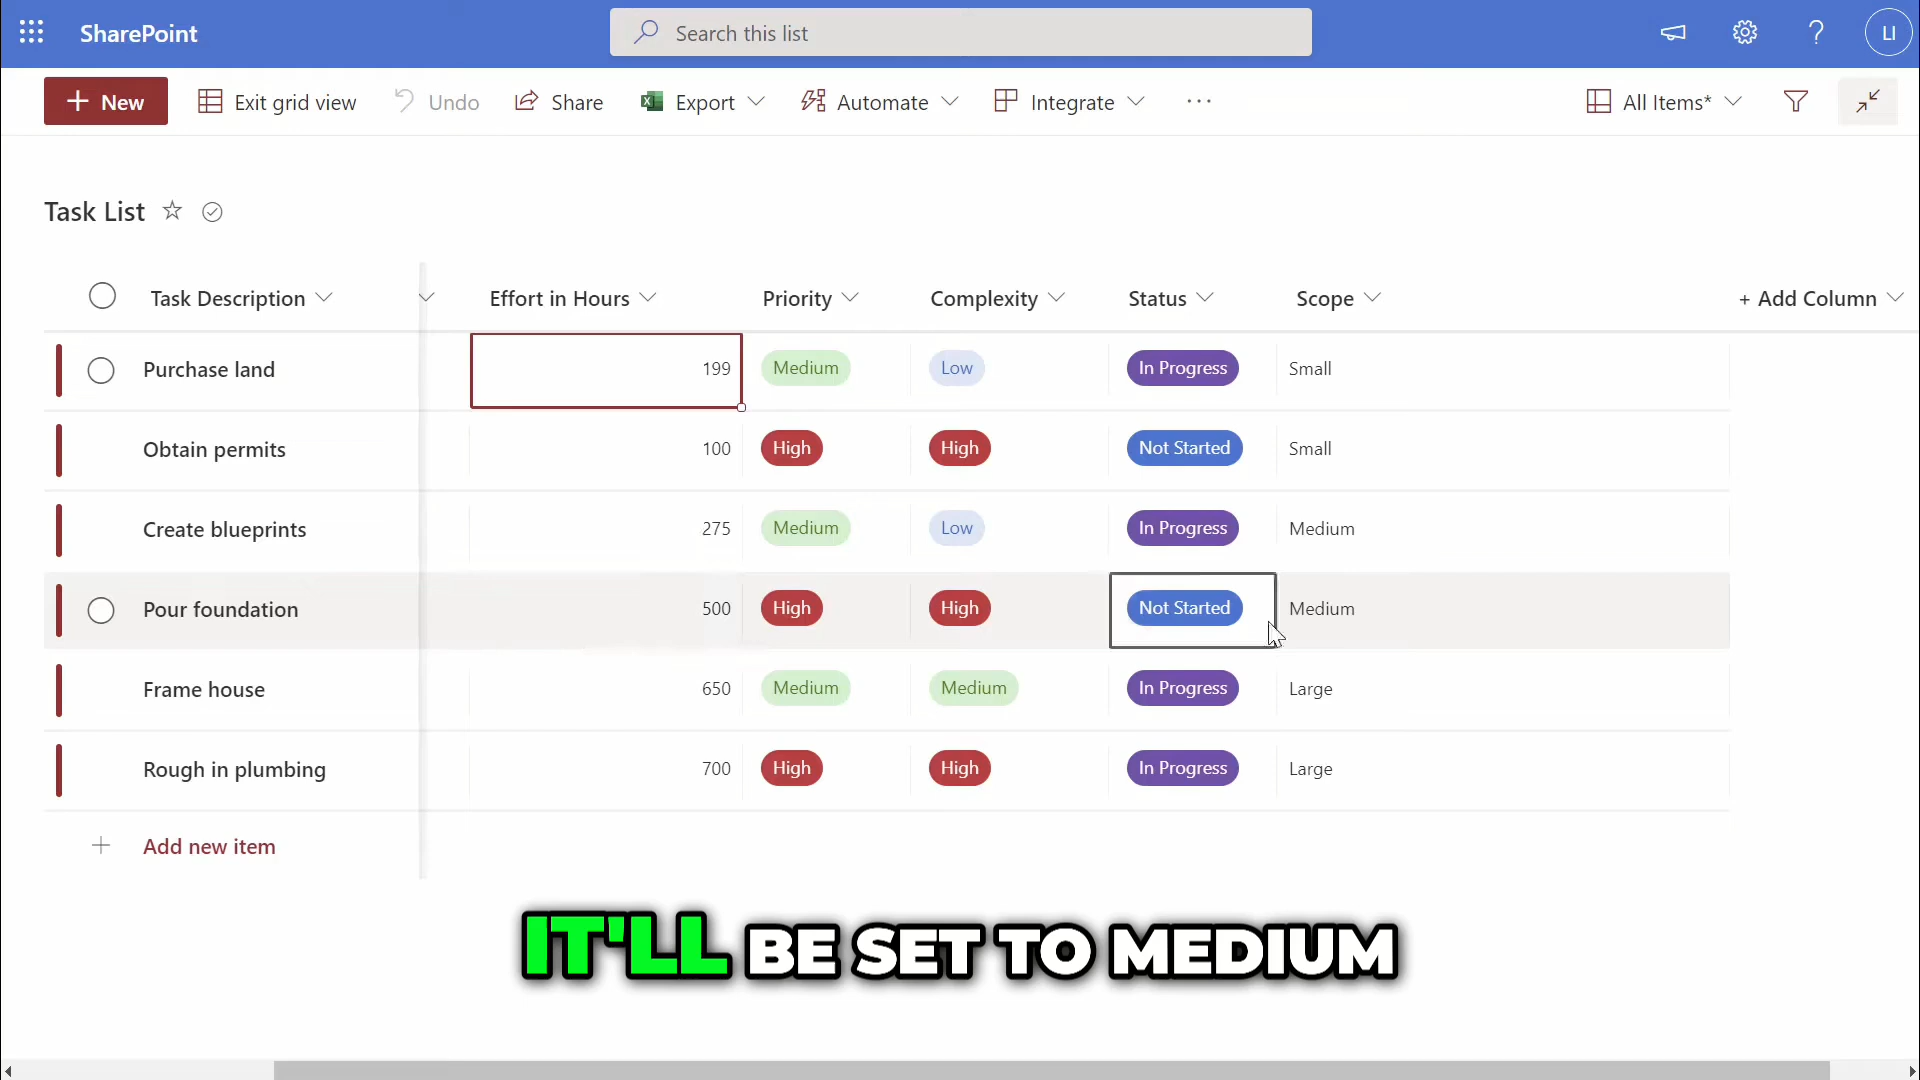 SharePoint
Search this list
LI
New
Exit grid view
Undo
Share
Export
Automate
Integrate
All Items*
Task List
Task Description
Effort in Hours
Priority
Complexity
Status
Scope
+ Add Column
Purchase land 199 Medium Low In Progress Small
Obtain permits 100 High High Not Started Small
Create blueprints 275 Medium Low In Progress Medium
Pour foundation 500 High High Not Started Medium
Frame house 650 Medium Medium In Progress Large
Rough in plumbing 700 High High In Progress Large
Add new item
IT'LL BE SET TO MEDIUM